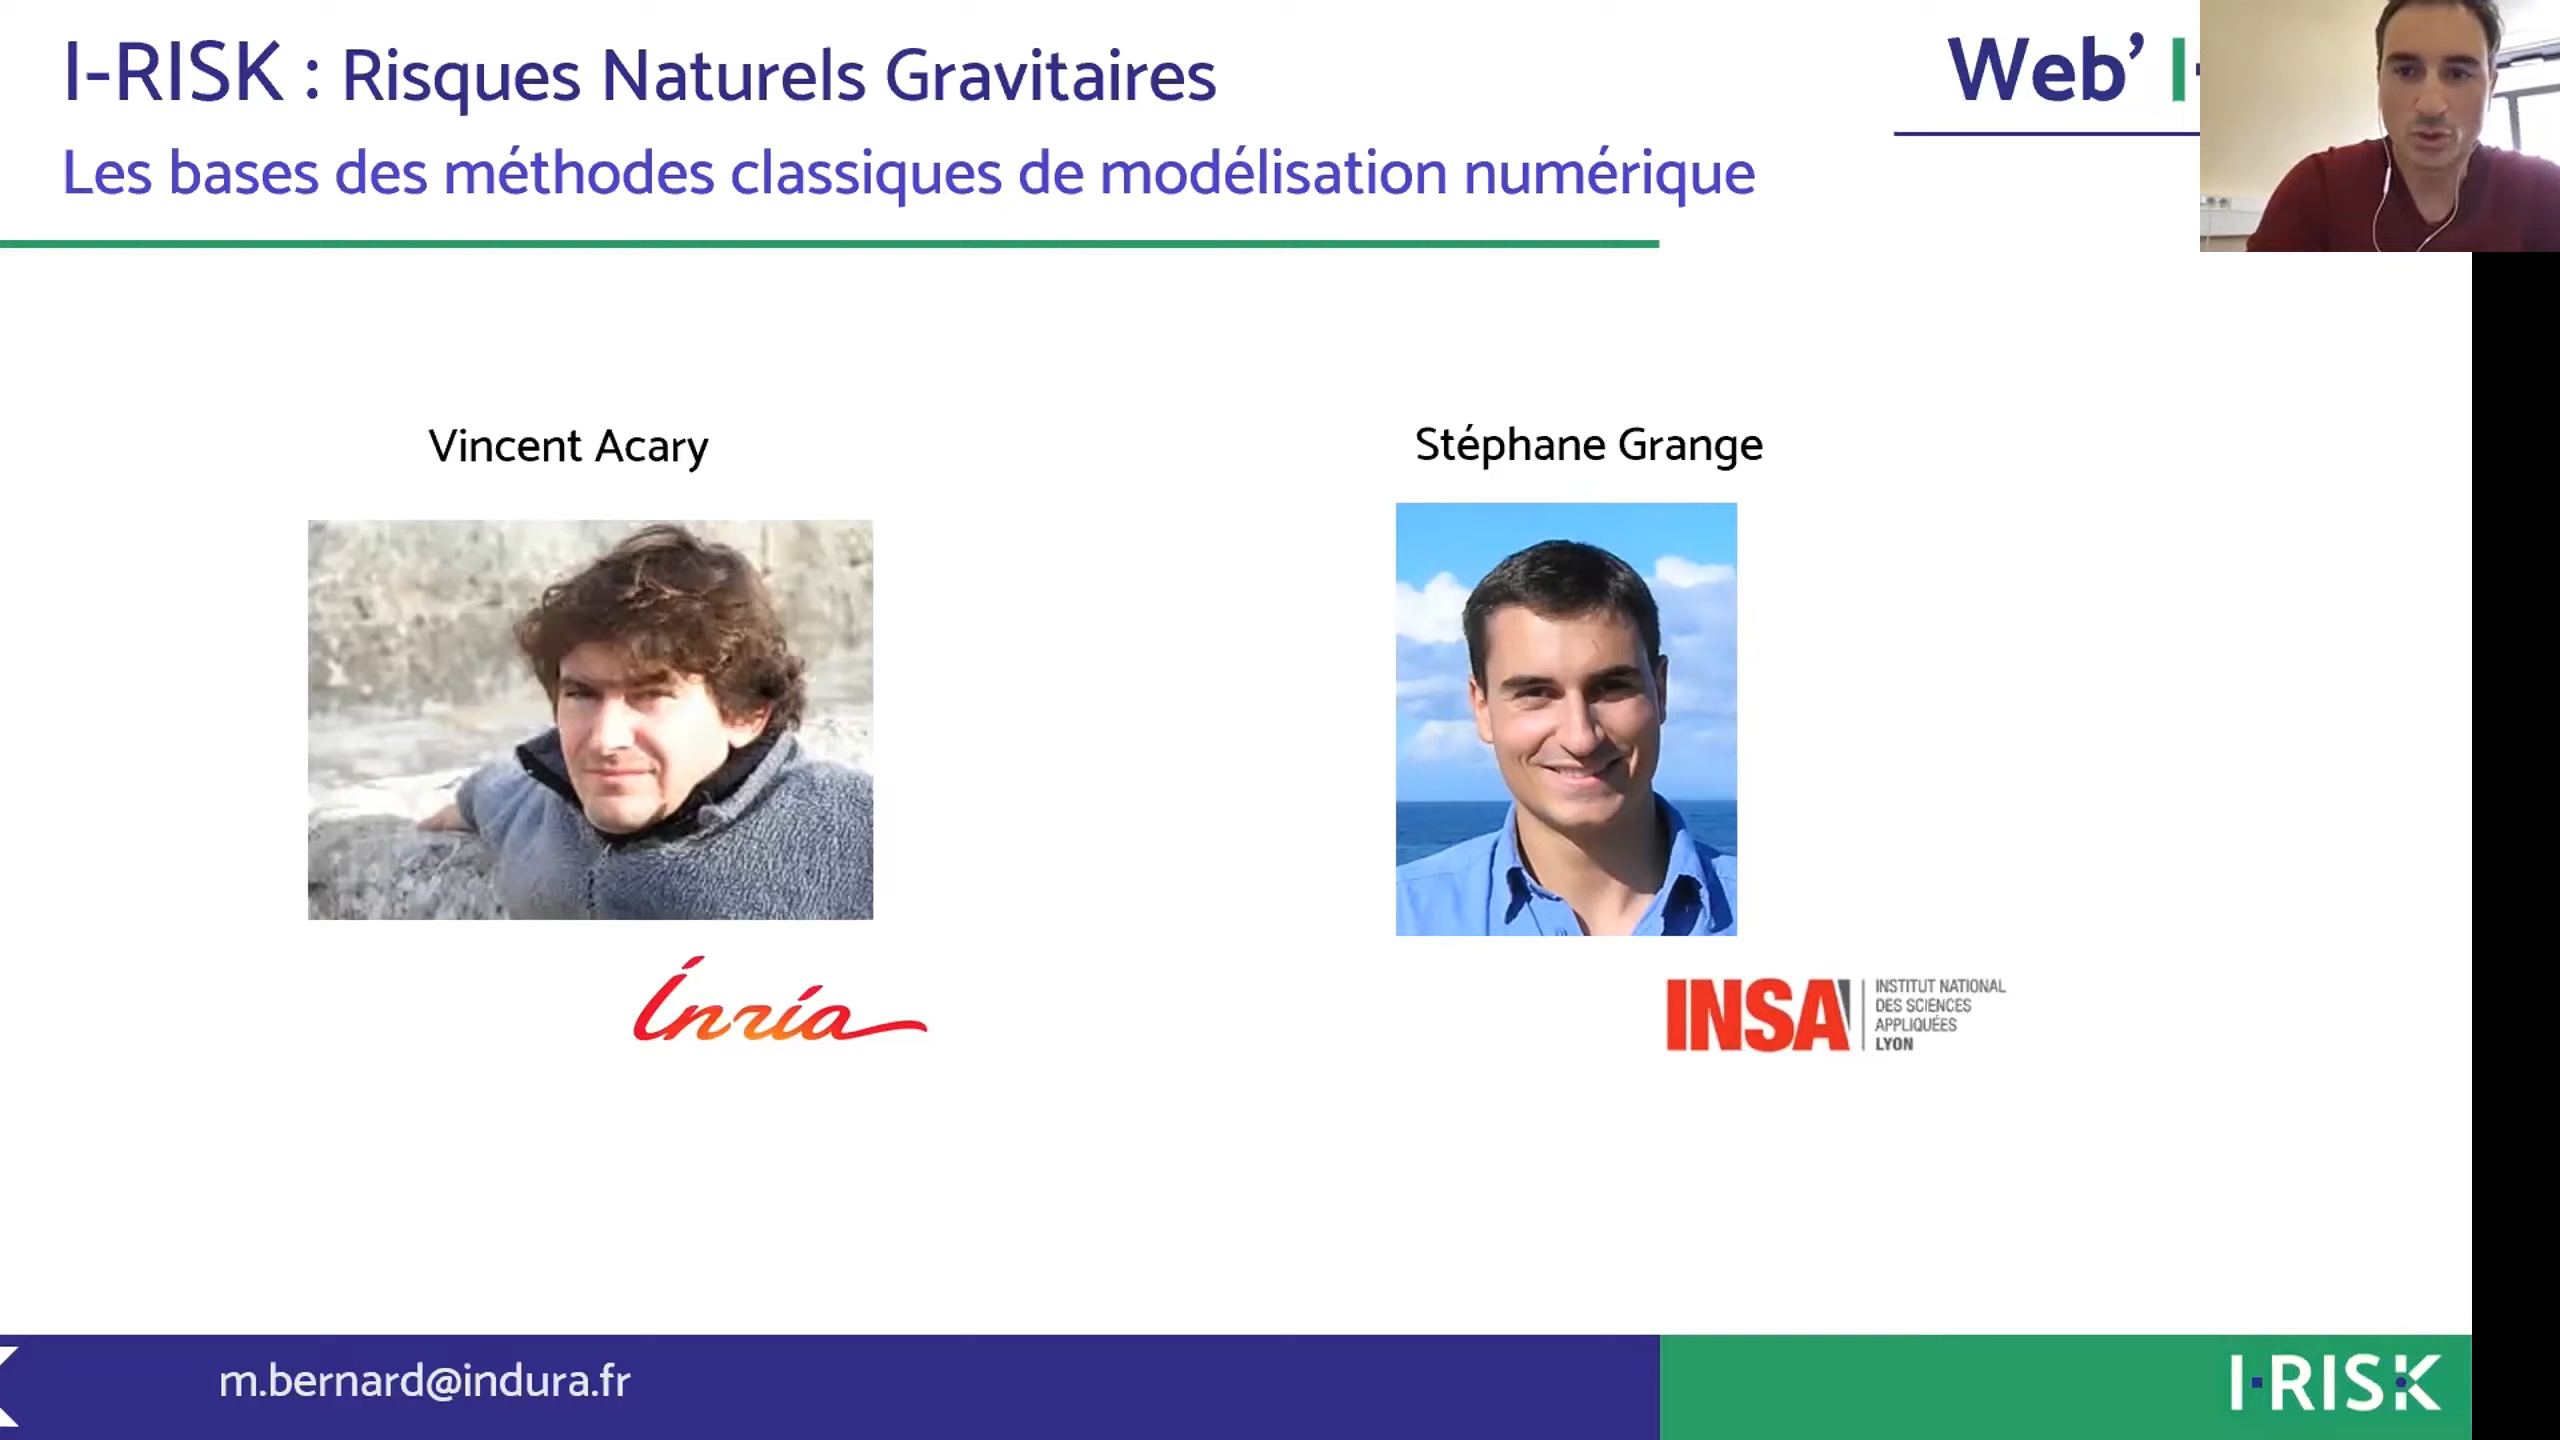 I-RISK : Risques Naturels Gravitaires
Web' I-
Les bases des méthodes classiques de modélisation numérique
Vincent Acary
Stéphane Grange
Inria
INSA
INSTITUT NATIONAL
DES SCIENCES
APPLIQUÉES
LYON
m.bernard@indura.fr
I-RISK